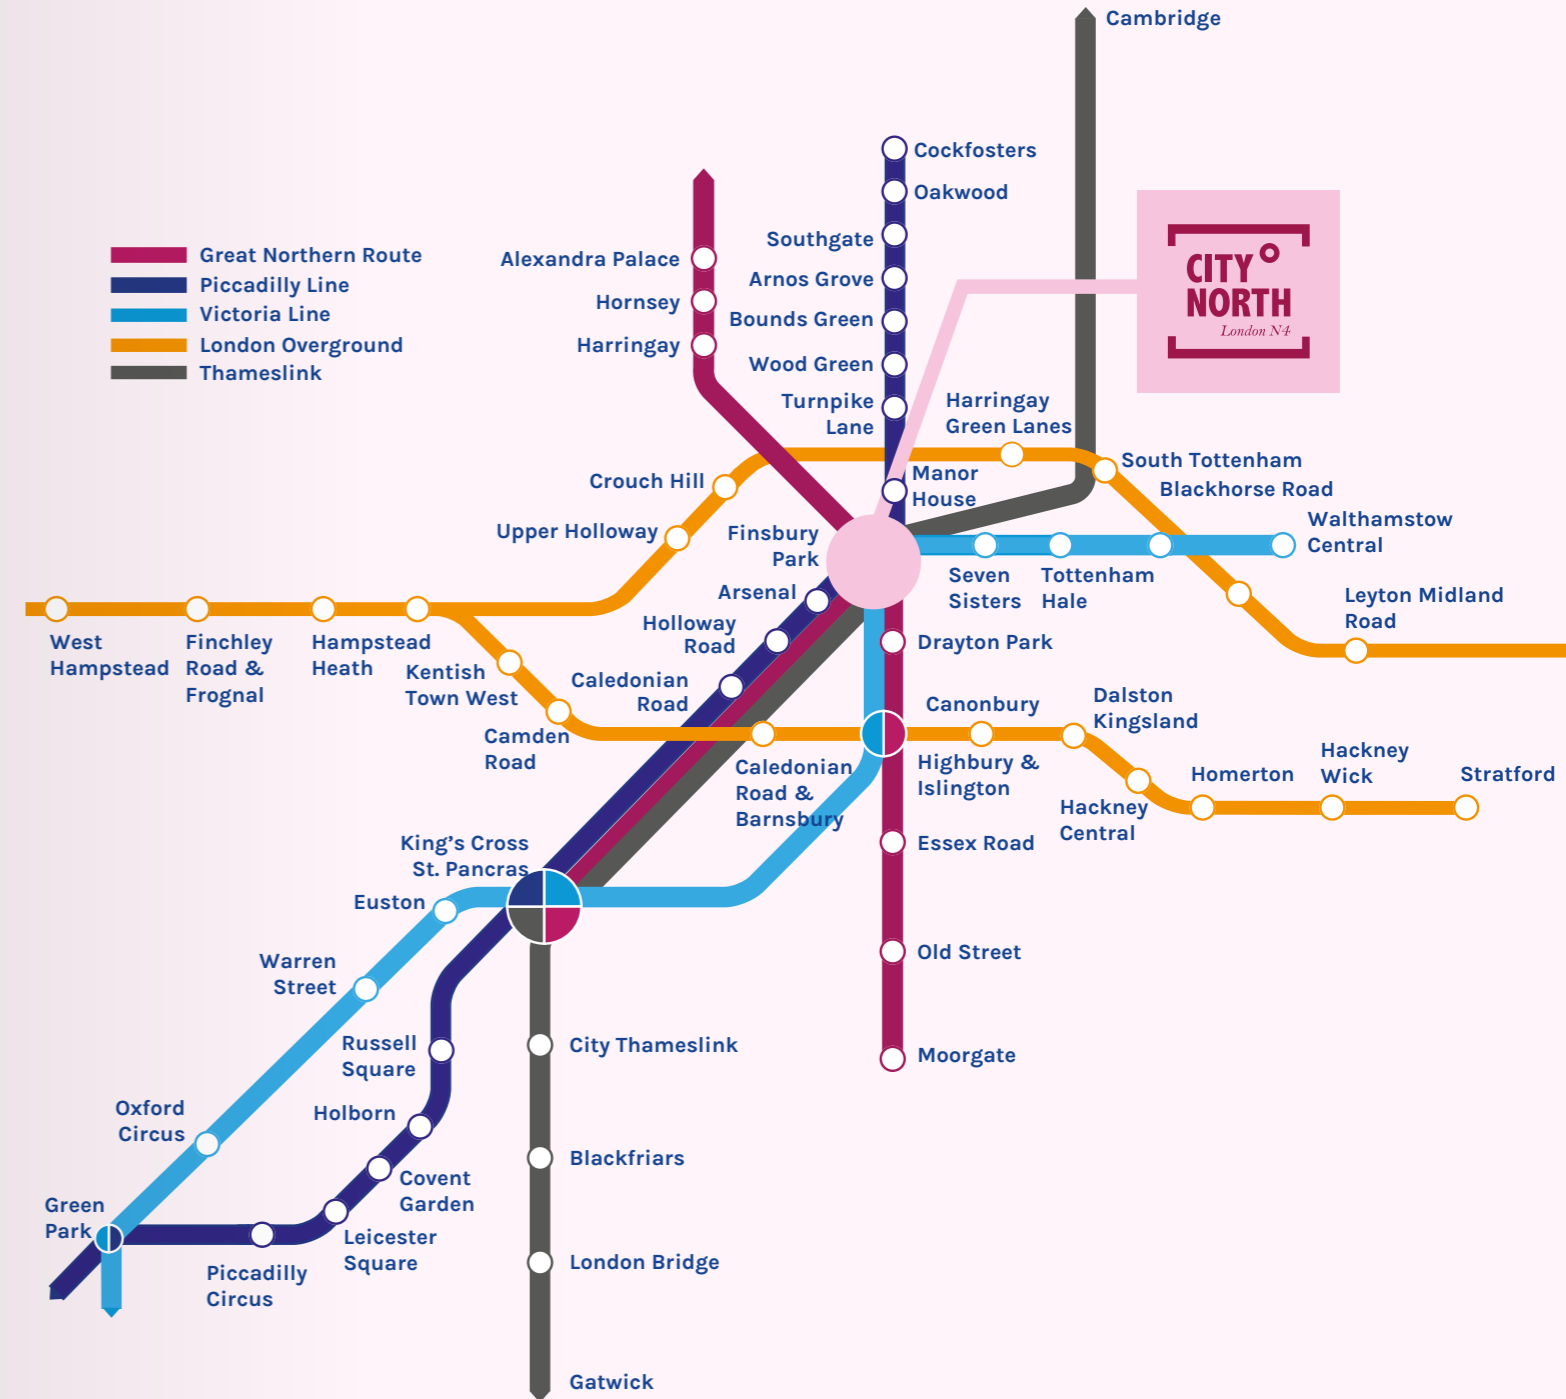 Cambridge
Cockfosters
Oakwood
Southgate
Arnos Grove
Bounds Green
Wood Green
Turnpike
Lane
Alexandra Palace
Hornsey
Harringay
Great Northern Route
Piccadilly Line
Victoria Line
London Overground
Thameslink
CITY
NORTH
London N4
Harringay
Green Lanes
Manor
House
South Tottenham
Blackhorse Road
Walthamstow
Central
Crouch Hill
Upper Holloway
Finsbury
Park
Arsenal
Holloway
Road
Caledonian
Road
Seven
Sisters
Tottenham
Hale
Leyton Midland
Road
West
Hampstead
Finchley
Road &
Frognal
Hampstead
Heath
Kentish
Town West
Camden
Road
Drayton Park
Canonbury
Dalston
Kingsland
Caledonian
Road &
Barnsbury
Highbury &
Islington
Hackney
Central
Homerton
Hackney
Wick
Stratford
King's Cross
St. Pancras
Essex Road
Euston
Warren
Street
Old Street
Russell
Square
City Thameslink
Moorgate
Oxford
Circus
Holborn
Blackfriars
Covent
Garden
Green
Park
Leicester
Square
Piccadilly
Circus
London Bridge
Gatwick